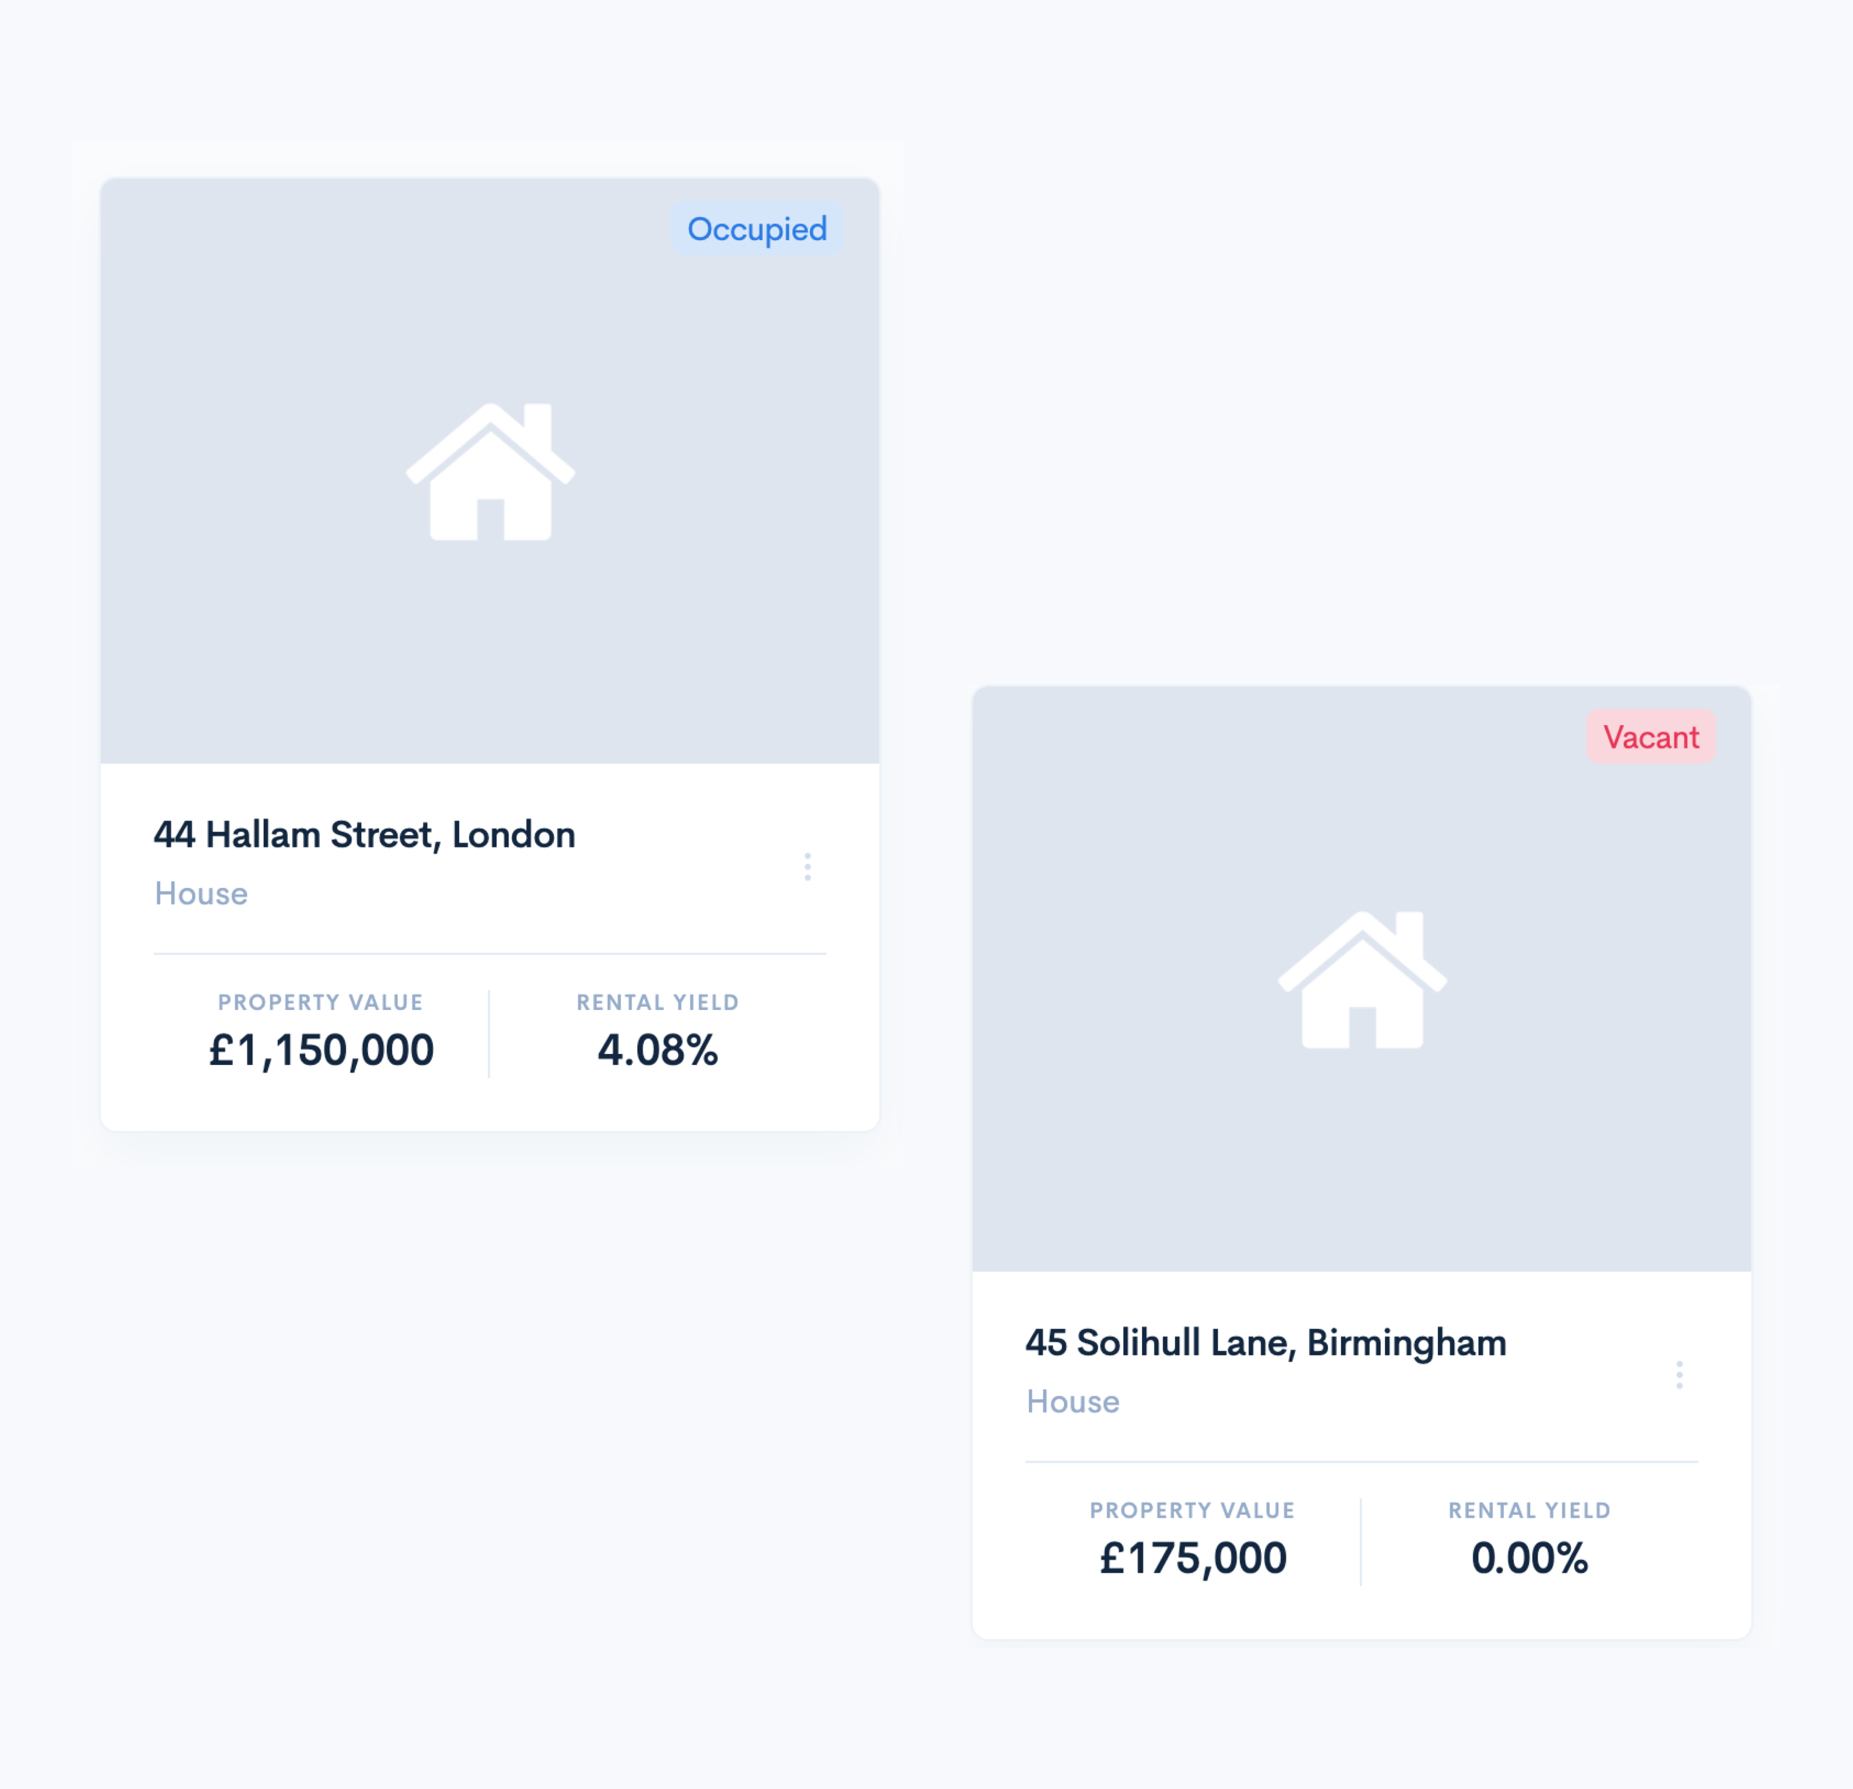 Occupied
44 Hallam Street, London
House
PROPERTY VALUE
£1,150,000
RENTAL YIELD
4.08%
Vacant
45 Solihull Lane, Birmingham
House
PROPERTY VALUE
£175,000
RENTAL YIELD
0.00%